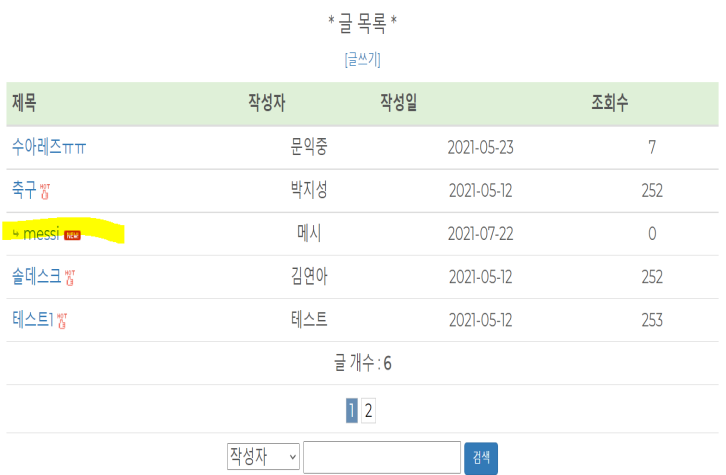 * 글 목록 *
[글쓰기]
제목 작성자 작성일 조회수
수아레즈ㅠㅠ 문익중 2021-05-23 7
축구 HOT 박지성 2021-05-12 252
↳ messi NEW 메시 2021-07-22 0
솔데스크 HOT 김연아 2021-05-12 252
테스트1 HOT 테스트 2021-05-12 253
글 개수 : 6
1 2
작성자 검색